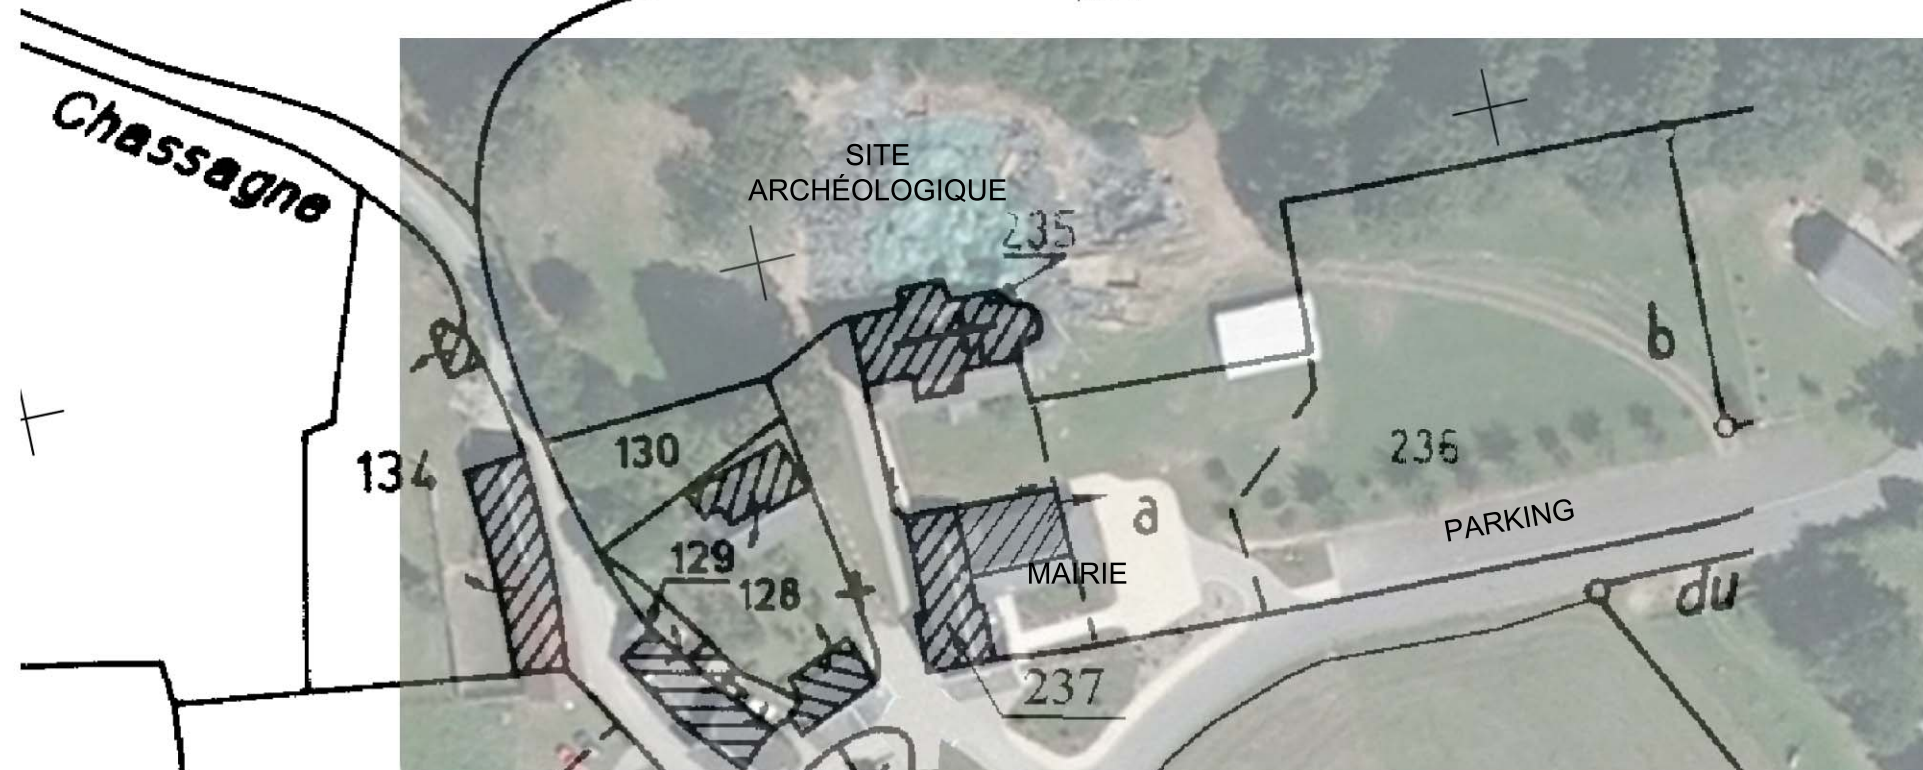 Chassagne
SITE
ARCHÉOLOGIQUE
235
b
134
130
236
a
PARKING
129
128
MAIRIE
du
237